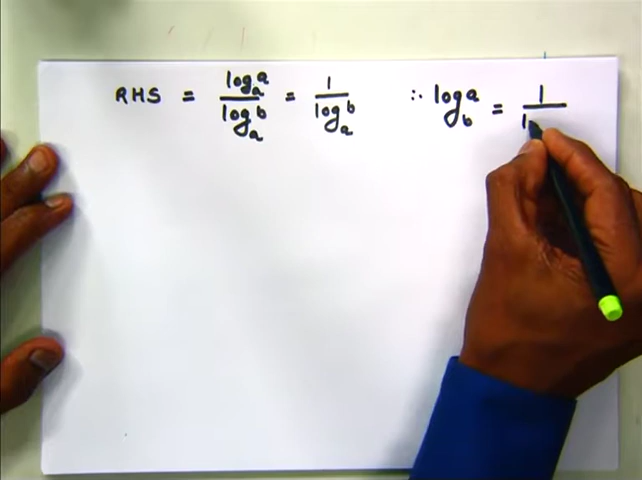 RHS = log_a^a / log_a^b = 1 / log_a^b ∴ log_b^a = 1 / l